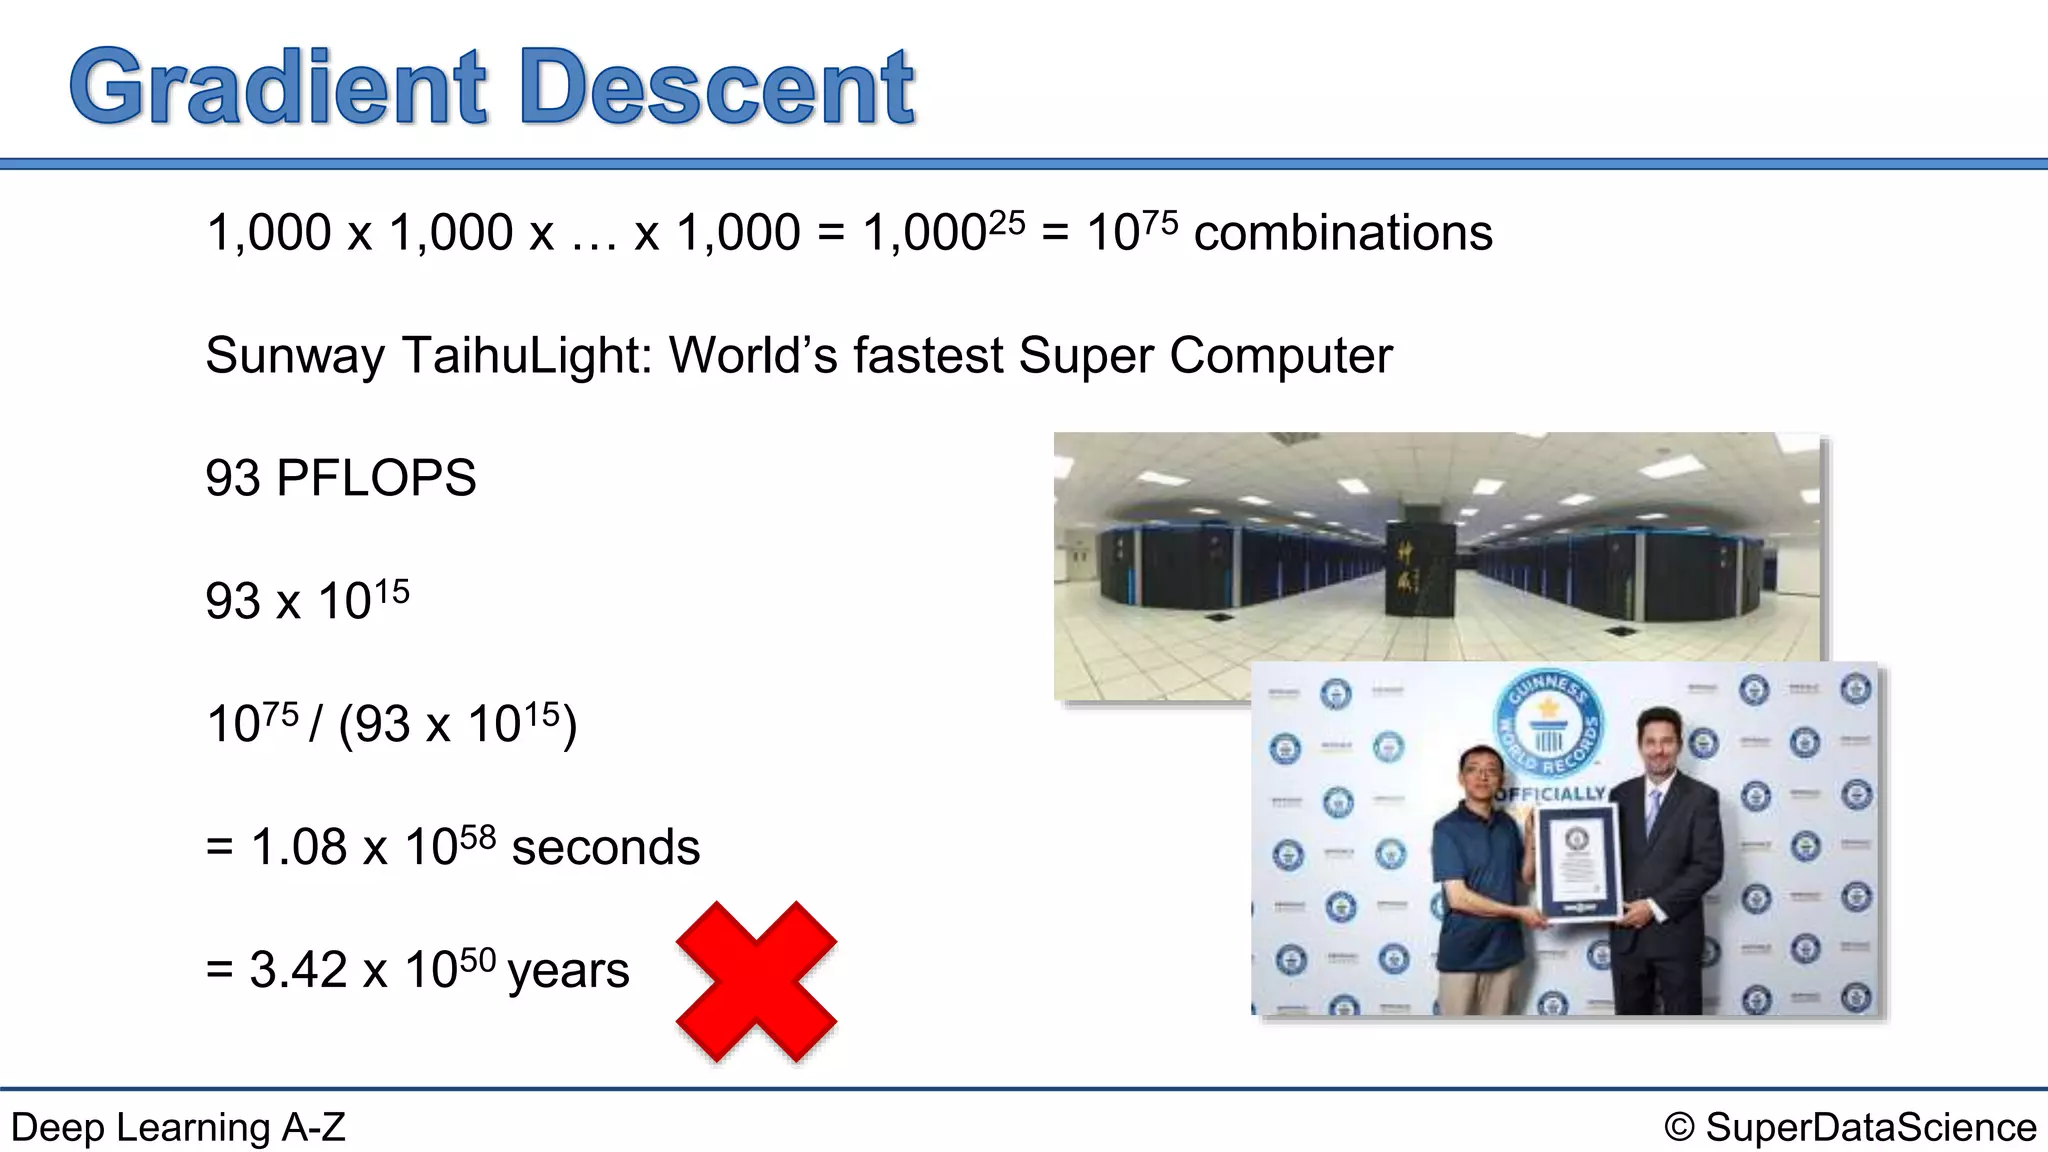 Gradient Descent
1,000 x 1,000 x … x 1,000 = 1,000²⁵ = 10⁷⁵ combinations
Sunway TaihuLight: World’s fastest Super Computer
93 PFLOPS
93 x 10¹⁵
10⁷⁵ / (93 x 10¹⁵)
= 1.08 x 10⁵⁸ seconds
= 3.42 x 10⁵⁰ years
神威
GUINNESS WORLD RECORDS
OFFICIALLY
Deep Learning A-Z
© SuperDataScience